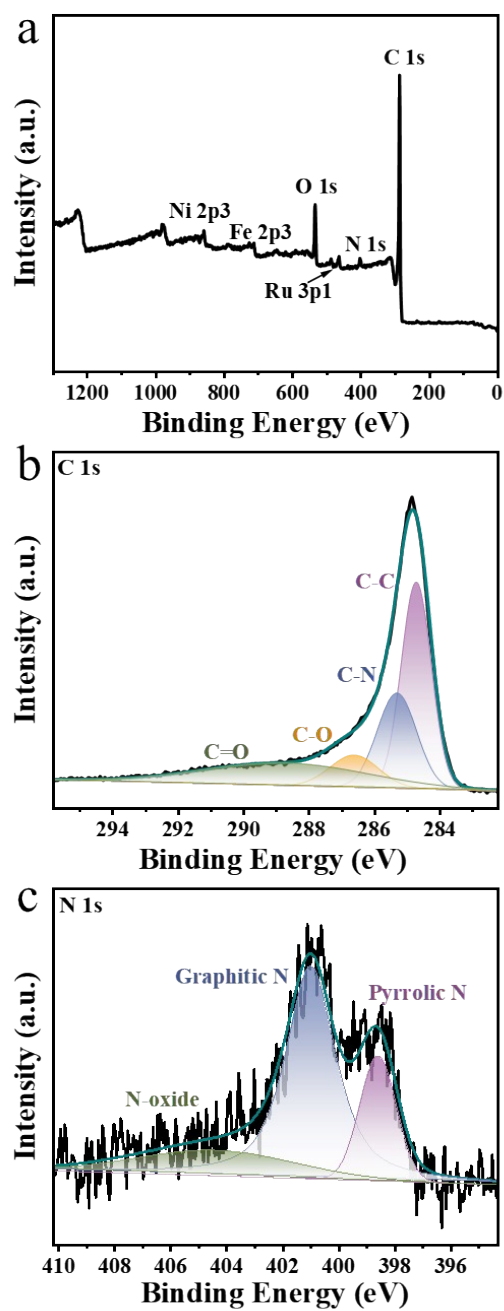 a
C 1s
O 1s
Ni 2p3
Fe 2p3
N 1s
Ru 3p1
Intensity (a.u.)
1200 1000 800 600 400 200 0
Binding Energy (eV)
b
C 1s
C-C
C-N
C-O
C=O
Intensity (a.u.)
294 292 290 288 286 284
Binding Energy (eV)
c
N 1s
Graphitic N
Pyrrolic N
N-oxide
Intensity (a.u.)
410 408 406 404 402 400 398 396
Binding Energy (eV)